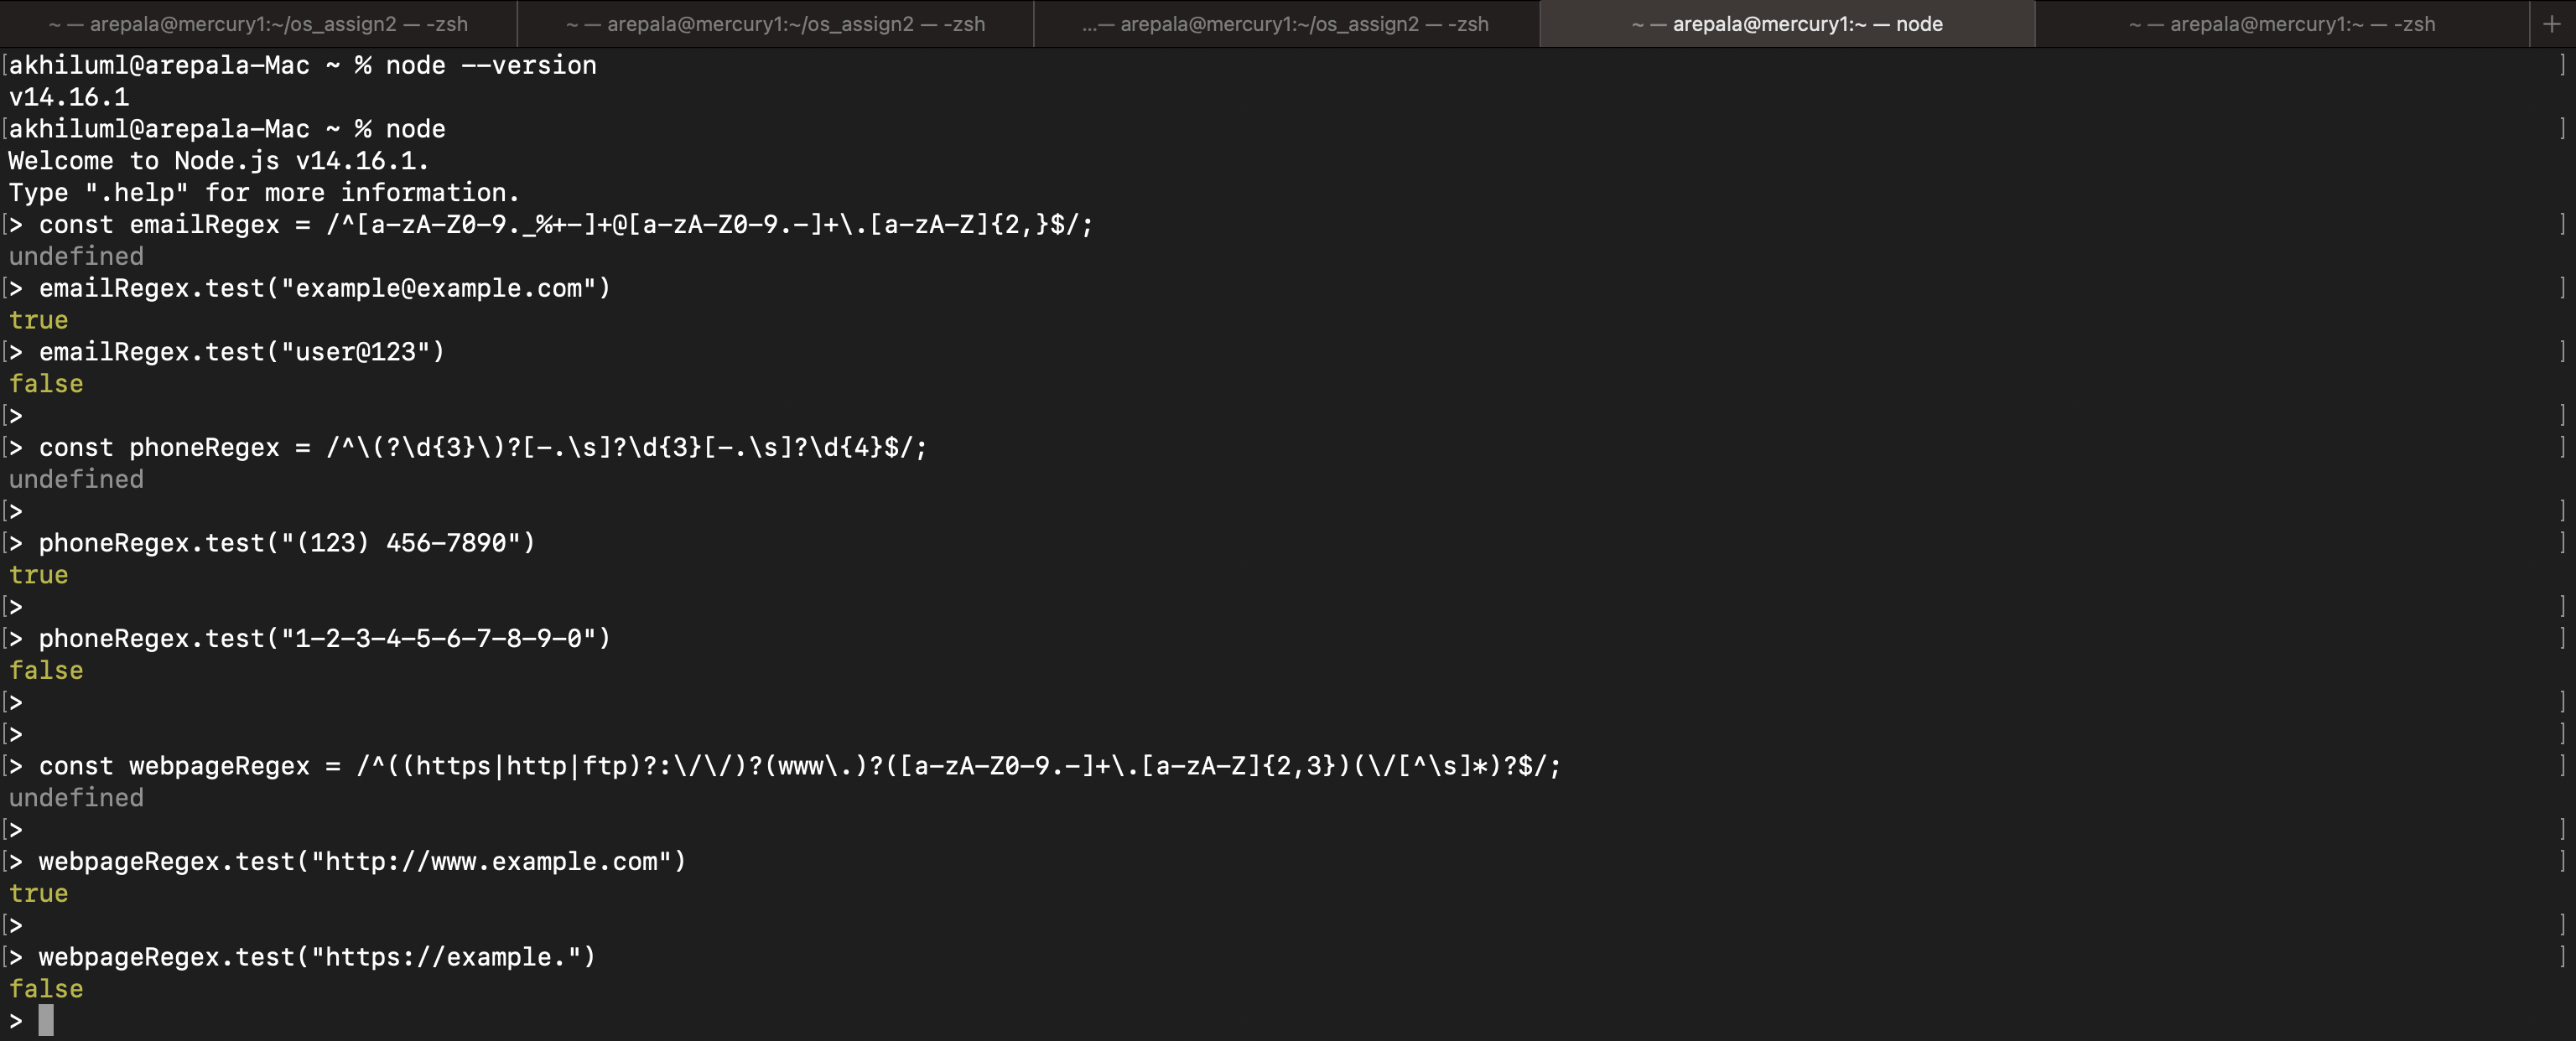 ~ — arepala@mercury1:~/os_assign2 — -zsh
~ — arepala@mercury1:~/os_assign2 — -zsh
...— arepala@mercury1:~/os_assign2 — -zsh
~ — arepala@mercury1:~ — node
~ — arepala@mercury1:~ — -zsh
+
[akhiluml@arepala-Mac ~ % node --version ]
v14.16.1
[akhiluml@arepala-Mac ~ % node ]
Welcome to Node.js v14.16.1.
Type ".help" for more information.
[> const emailRegex = /^[a-zA-Z0-9._%+-]+@[a-zA-Z0-9.-]+\.[a-zA-Z]{2,}$/; ]
undefined
[> emailRegex.test("example@example.com") ]
true
[> emailRegex.test("user@123") ]
false
[> ]
[> const phoneRegex = /^\(?\d{3}\)?[-.\s]?\d{3}[-.\s]?\d{4}$/; ]
undefined
[> ]
[> phoneRegex.test("(123) 456-7890") ]
true
[> ]
[> phoneRegex.test("1-2-3-4-5-6-7-8-9-0") ]
false
[> ]
[> ]
[> const webpageRegex = /^((https|http|ftp)?:\/\/)?(www\.)?([a-zA-Z0-9.-]+\.[a-zA-Z]{2,3})(\/[^\s]*)?$/; ]
undefined
[> ]
[> webpageRegex.test("http://www.example.com") ]
true
[> ]
[> webpageRegex.test("https://example.") ]
false
>